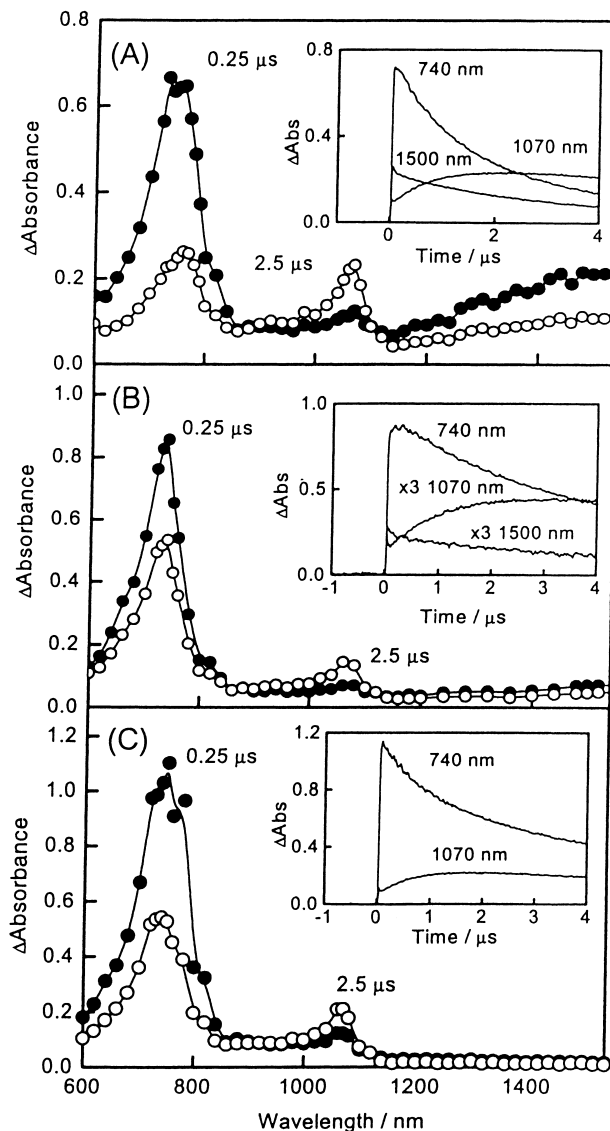 (A)
0.25 μs
2.5 μs
ΔAbsorbance
0.8
0.6
0.4
0.2
0.0
740 nm
1070 nm
1500 nm
ΔAbs
0.8
0.4
0.0
0 1 2 3 4
Time / μs
(B)
0.25 μs
2.5 μs
ΔAbsorbance
1.0
0.8
0.6
0.4
0.2
0.0
740 nm
x3 1070 nm
x3 1500 nm
ΔAbs
1.0
0.5
0.0
-1 0 1 2 3 4
Time / μs
(C)
0.25 μs
2.5 μs
ΔAbsorbance
1.2
1.0
0.8
0.6
0.4
0.2
0.0
740 nm
1070 nm
ΔAbs
1.2
0.8
0.4
0.0
-1 0 1 2 3 4
Time / μs
600 800 1000 1200 1400
Wavelength / nm